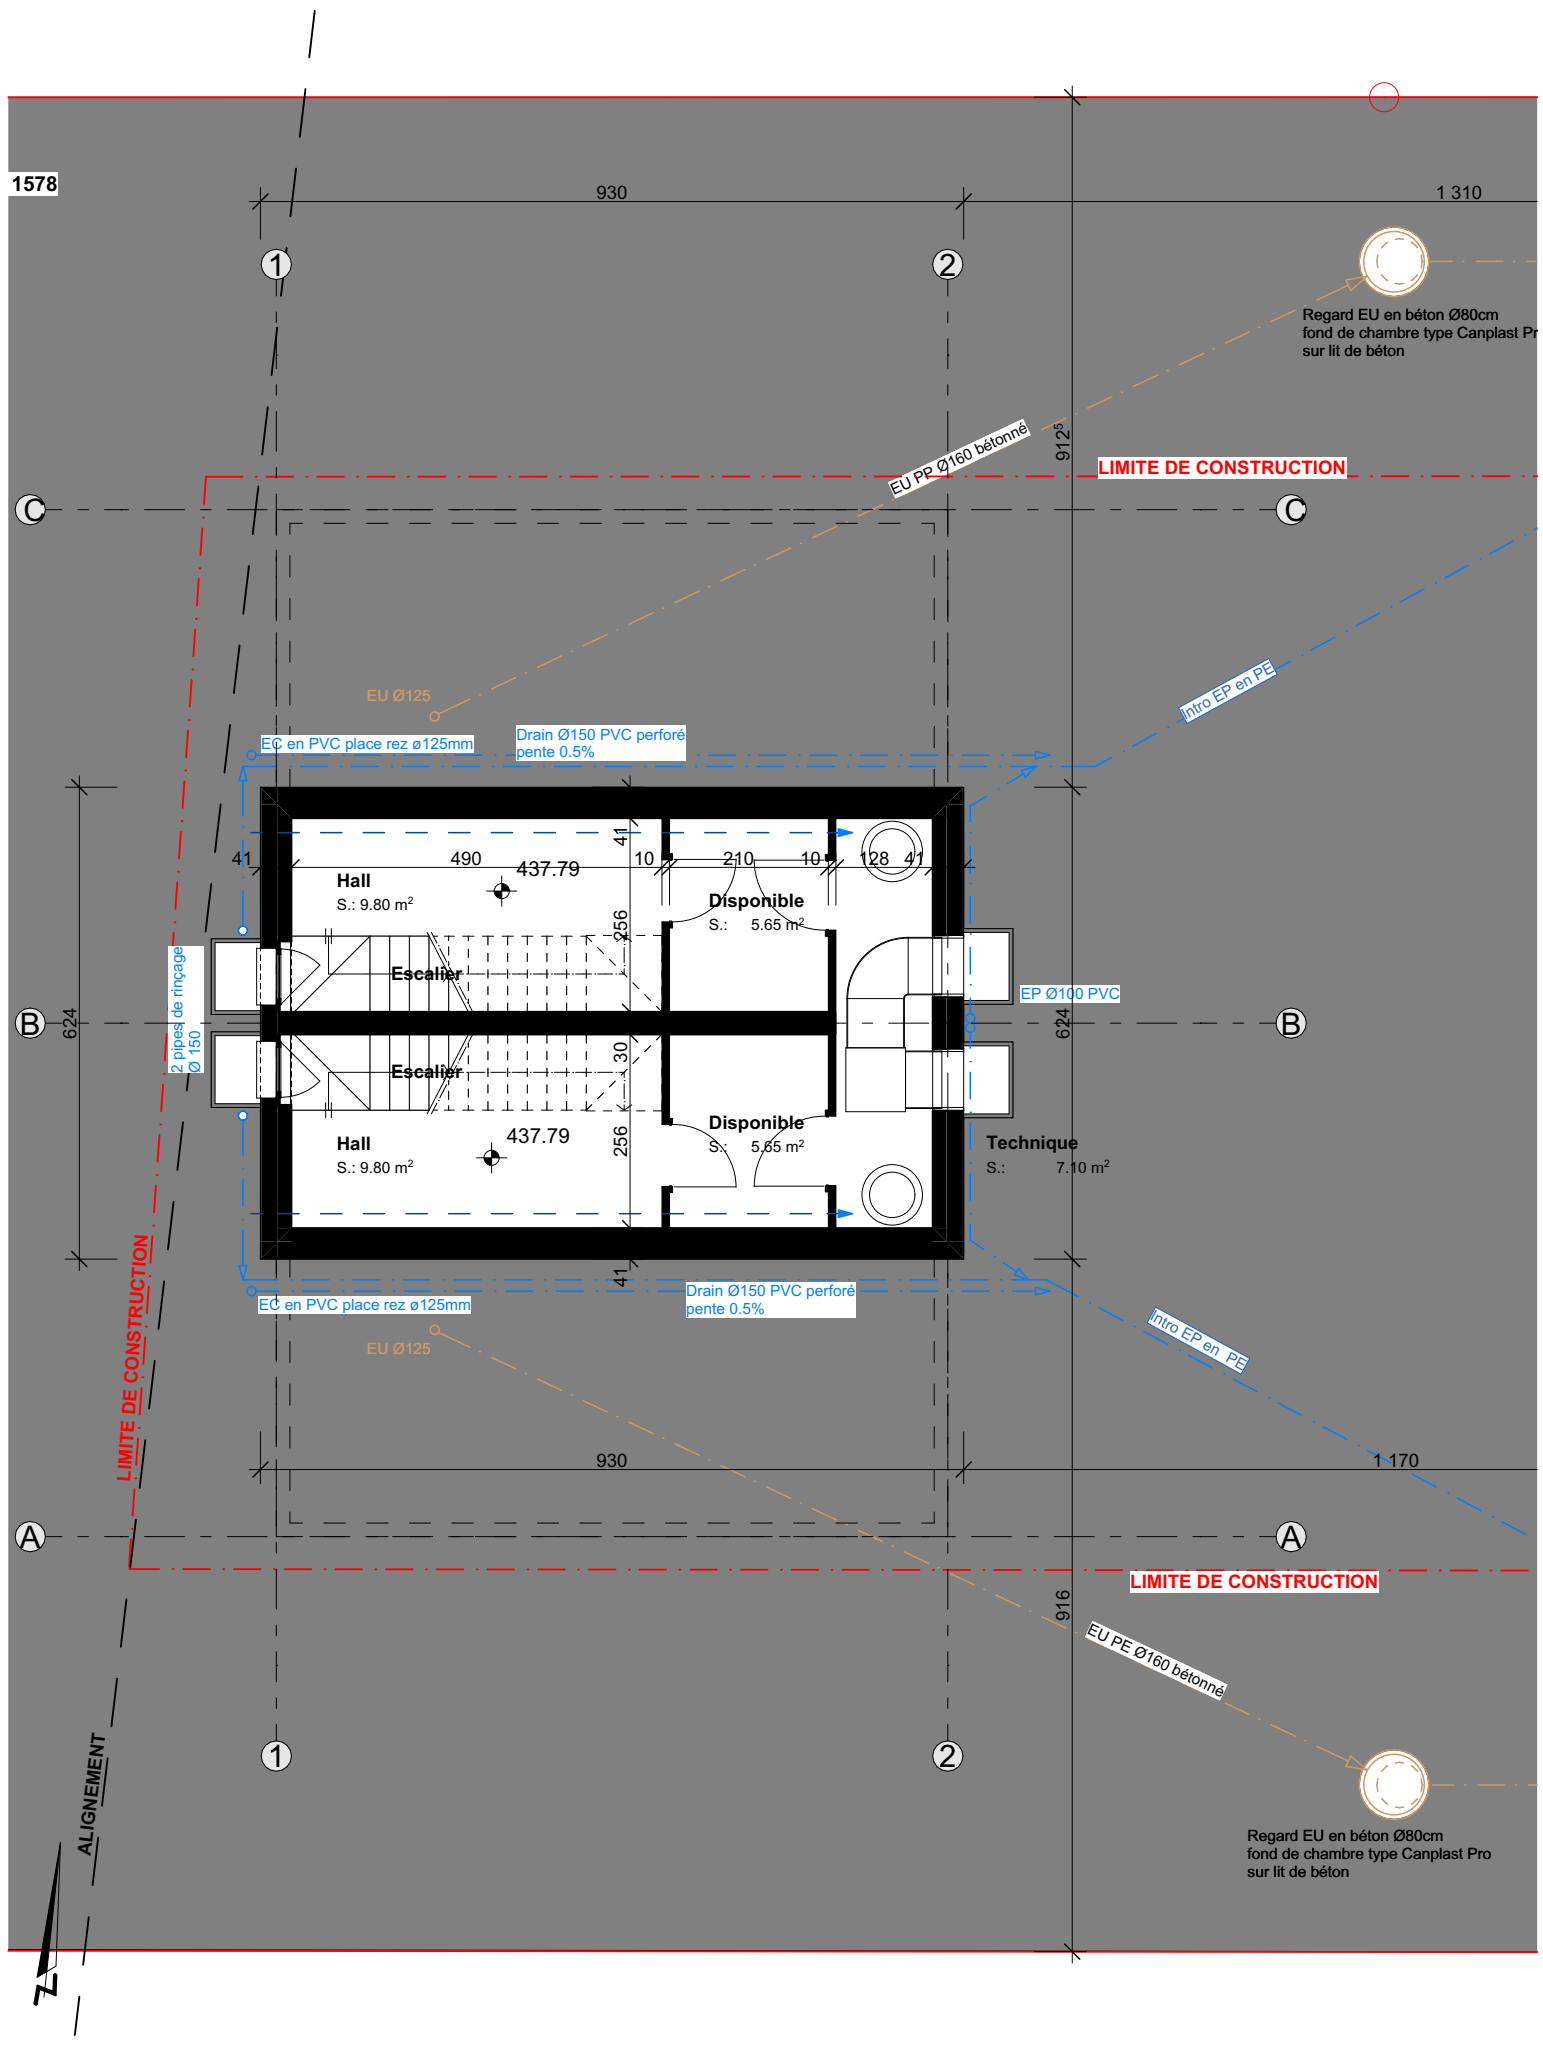 1578
930
1 310
1
2
Regard EU en béton Ø80cm
fond de chambre type Canplast Pr
sur lit de béton
912⁵
EU PP Ø160 bétonné
LIMITE DE CONSTRUCTION
C
C
Intro EP en PE
EU Ø125
EC en PVC place rez ø125mm
Drain Ø150 PVC perforé
pente 0.5%
41
41
490
10
210
10
128
41
437.79
Hall
S.: 9.80 m²
Disponible
S.: 5.65 m²
256
Escalier
2 pipes de rinçage
Ø 150
EP Ø100 PVC
624
B
B
624
30
Escalier
437.79
Hall
S.: 9.80 m²
256
Disponible
S.: 5.65 m²
Technique
S.: 7.10 m²
41
EC en PVC place rez ø125mm
Drain Ø150 PVC perforé
pente 0.5%
EU Ø125
Intro EP en PE
LIMITE DE CONSTRUCTION
930
1 170
A
A
LIMITE DE CONSTRUCTION
916
EU PE Ø160 bétonné
1
2
ALIGNEMENT
Regard EU en béton Ø80cm
fond de chambre type Canplast Pro
sur lit de béton
N